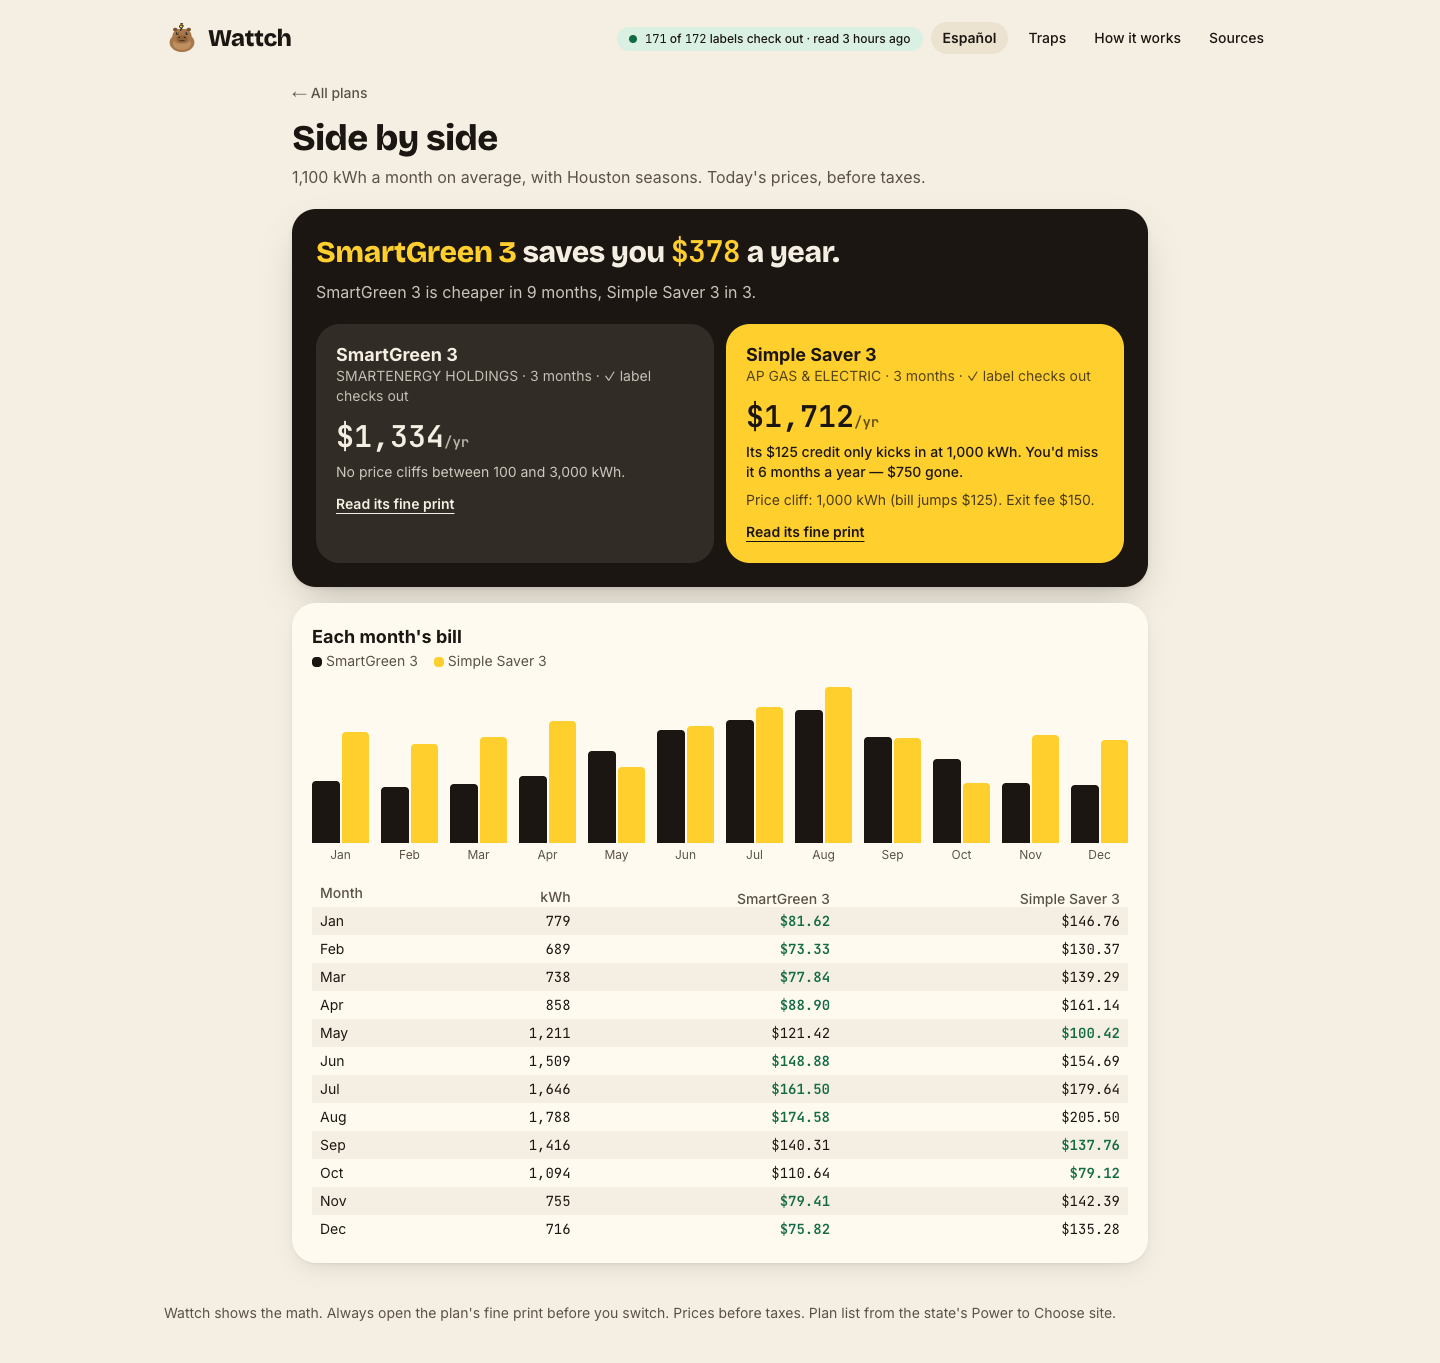 Wattch
171 of 172 labels check out · read 3 hours ago
Español
Traps
How it works
Sources
← All plans
Side by side
1,100 kWh a month on average, with Houston seasons. Today's prices, before taxes.
SmartGreen 3 saves you $378 a year.
SmartGreen 3 is cheaper in 9 months, Simple Saver 3 in 3.
SmartGreen 3
SMARTENERGY HOLDINGS · 3 months · ✓ label
checks out
$1,334/yr
No price cliffs between 100 and 3,000 kWh.
Read its fine print
Simple Saver 3
AP GAS & ELECTRIC · 3 months · ✓ label checks out
$1,712/yr
Its $125 credit only kicks in at 1,000 kWh. You'd miss
it 6 months a year — $750 gone.
Price cliff: 1,000 kWh (bill jumps $125). Exit fee $150.
Read its fine print
Each month's bill
SmartGreen 3 Simple Saver 3
Jan Feb Mar Apr May Jun Jul Aug Sep Oct Nov Dec
Month kWh SmartGreen 3 Simple Saver 3
Jan 779 $81.62 $146.76
Feb 689 $73.33 $130.37
Mar 738 $77.84 $139.29
Apr 858 $88.90 $161.14
May 1,211 $121.42 $100.42
Jun 1,509 $148.88 $154.69
Jul 1,646 $161.50 $179.64
Aug 1,788 $174.58 $205.50
Sep 1,416 $140.31 $137.76
Oct 1,094 $110.64 $79.12
Nov 755 $79.41 $142.39
Dec 716 $75.82 $135.28
Wattch shows the math. Always open the plan's fine print before you switch. Prices before taxes. Plan list from the state's Power to Choose site.